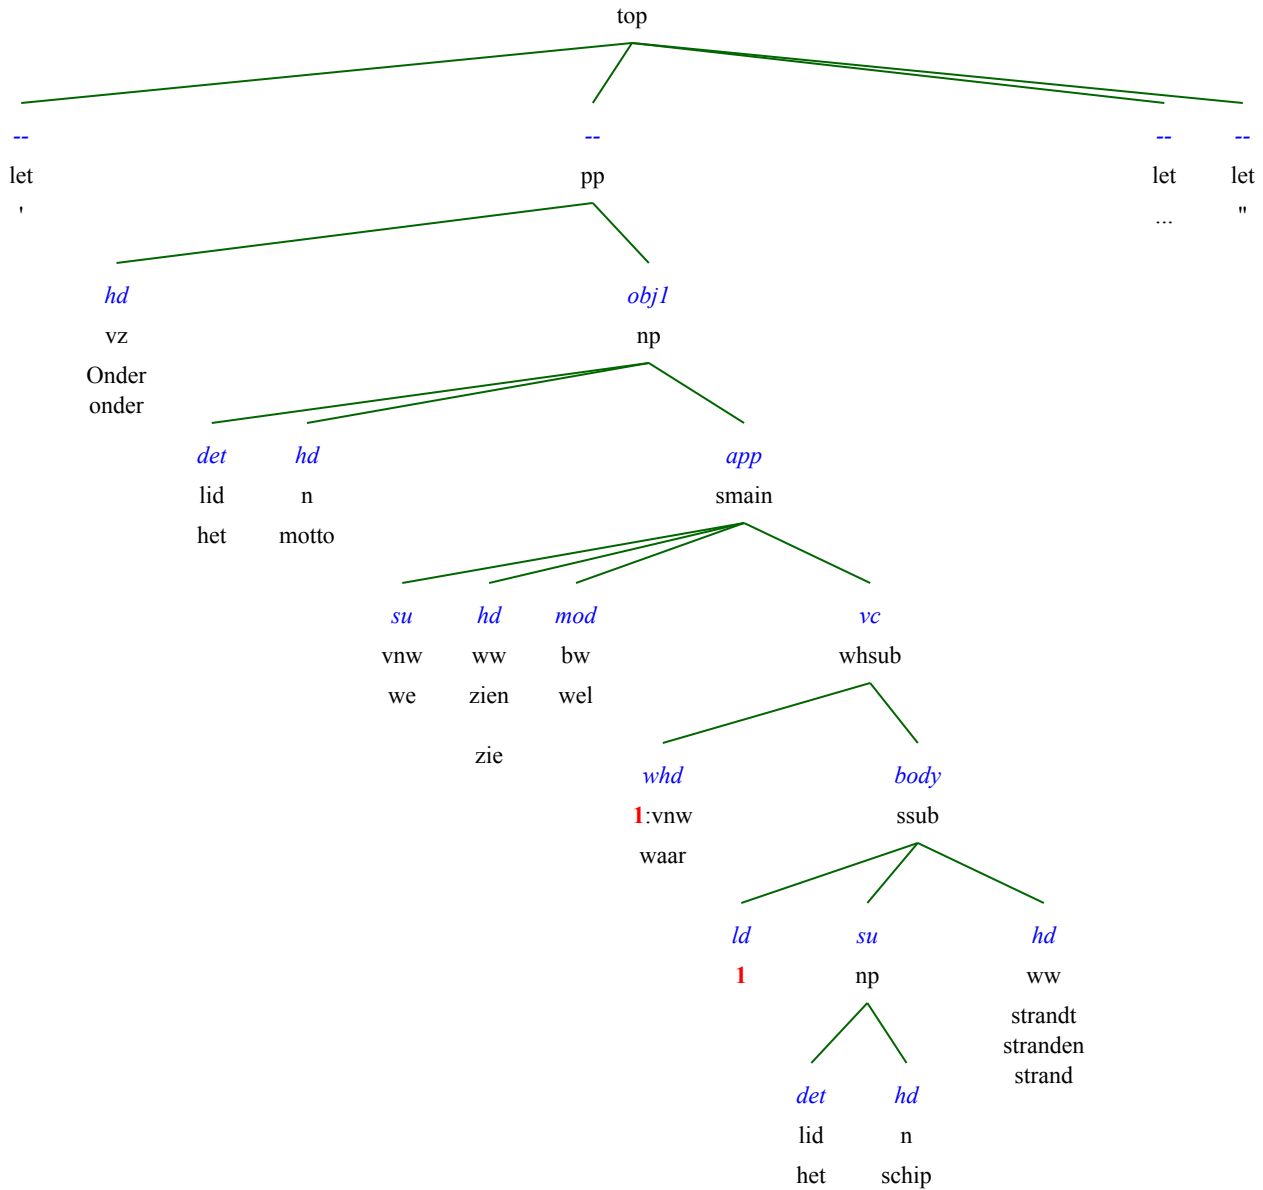 top
-- -- -- --
let pp let let
' ... "
hd obj1
vz np
Onder
onder
det hd app
lid n smain
het motto
su hd mod vc
vnw ww bw whsub
we zien wel
zie
whd body
1:vnw ssub
waar
ld su hd
1 np ww
strandt
stranden
strand
det hd
lid n
het schip